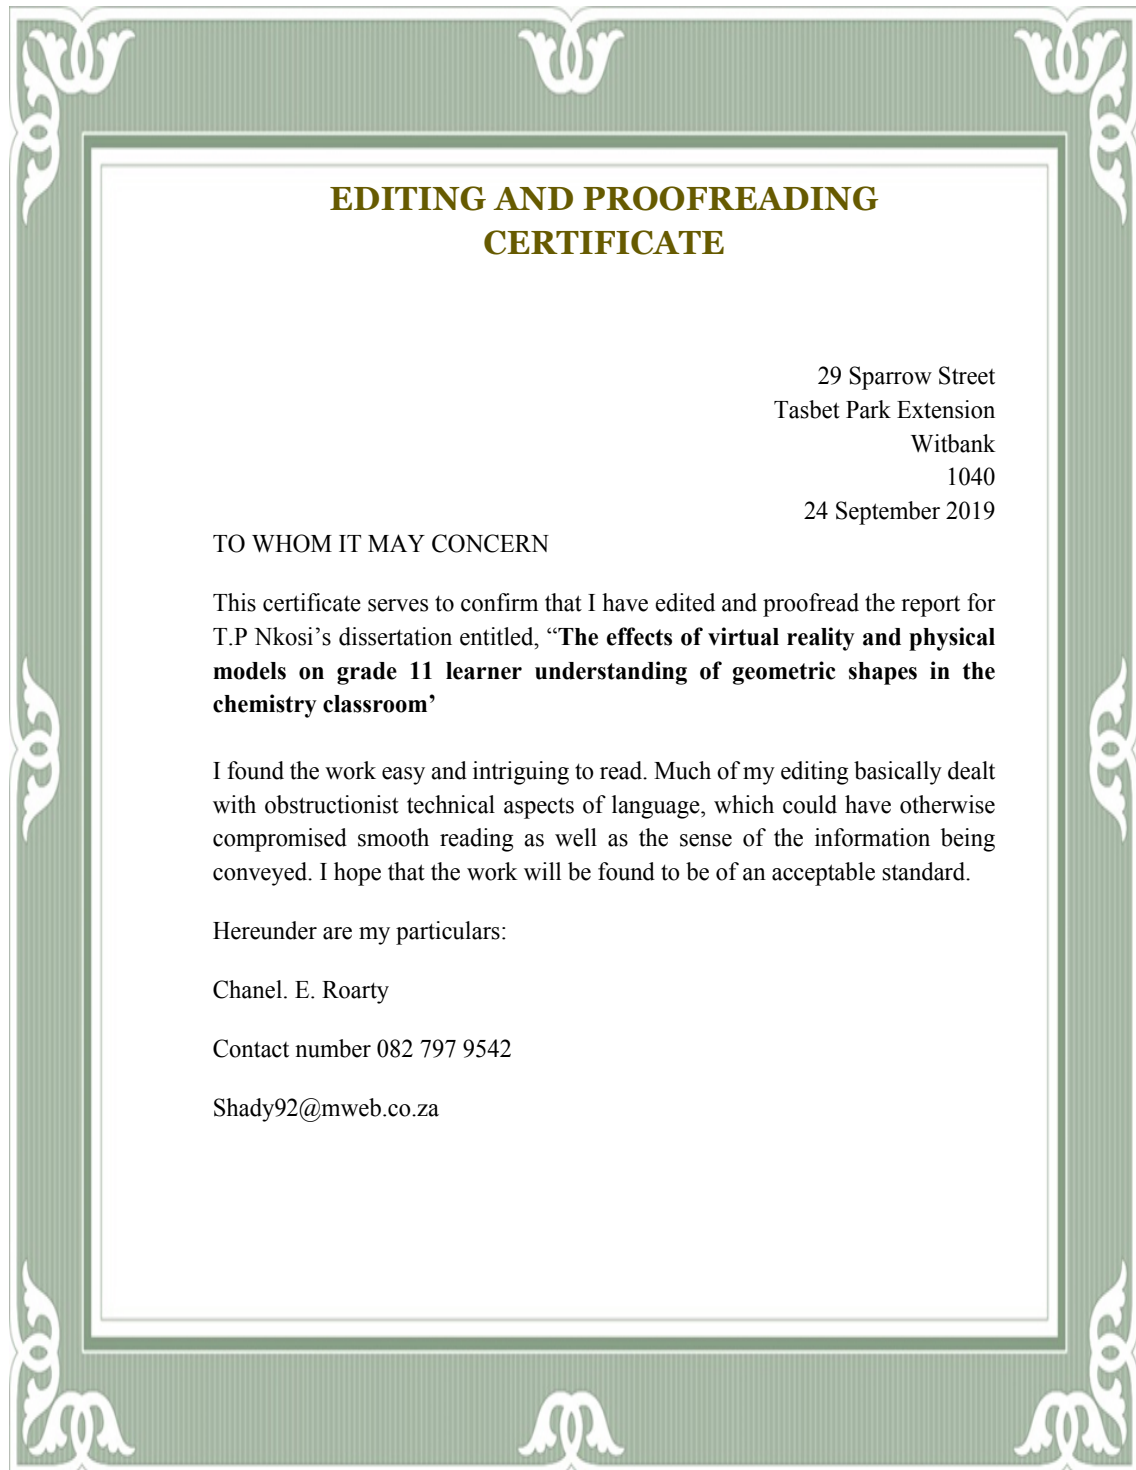 EDITING AND PROOFREADING
CERTIFICATE
29 Sparrow Street
Tasbet Park Extension
Witbank
1040
24 September 2019
TO WHOM IT MAY CONCERN
This certificate serves to confirm that I have edited and proofread the report for
T.P Nkosi’s dissertation entitled, “The effects of virtual reality and physical
models on grade 11 learner understanding of geometric shapes in the
chemistry classroom’
I found the work easy and intriguing to read. Much of my editing basically dealt
with obstructionist technical aspects of language, which could have otherwise
compromised smooth reading as well as the sense of the information being
conveyed. I hope that the work will be found to be of an acceptable standard.
Hereunder are my particulars:
Chanel. E. Roarty
Contact number 082 797 9542
Shady92@mweb.co.za